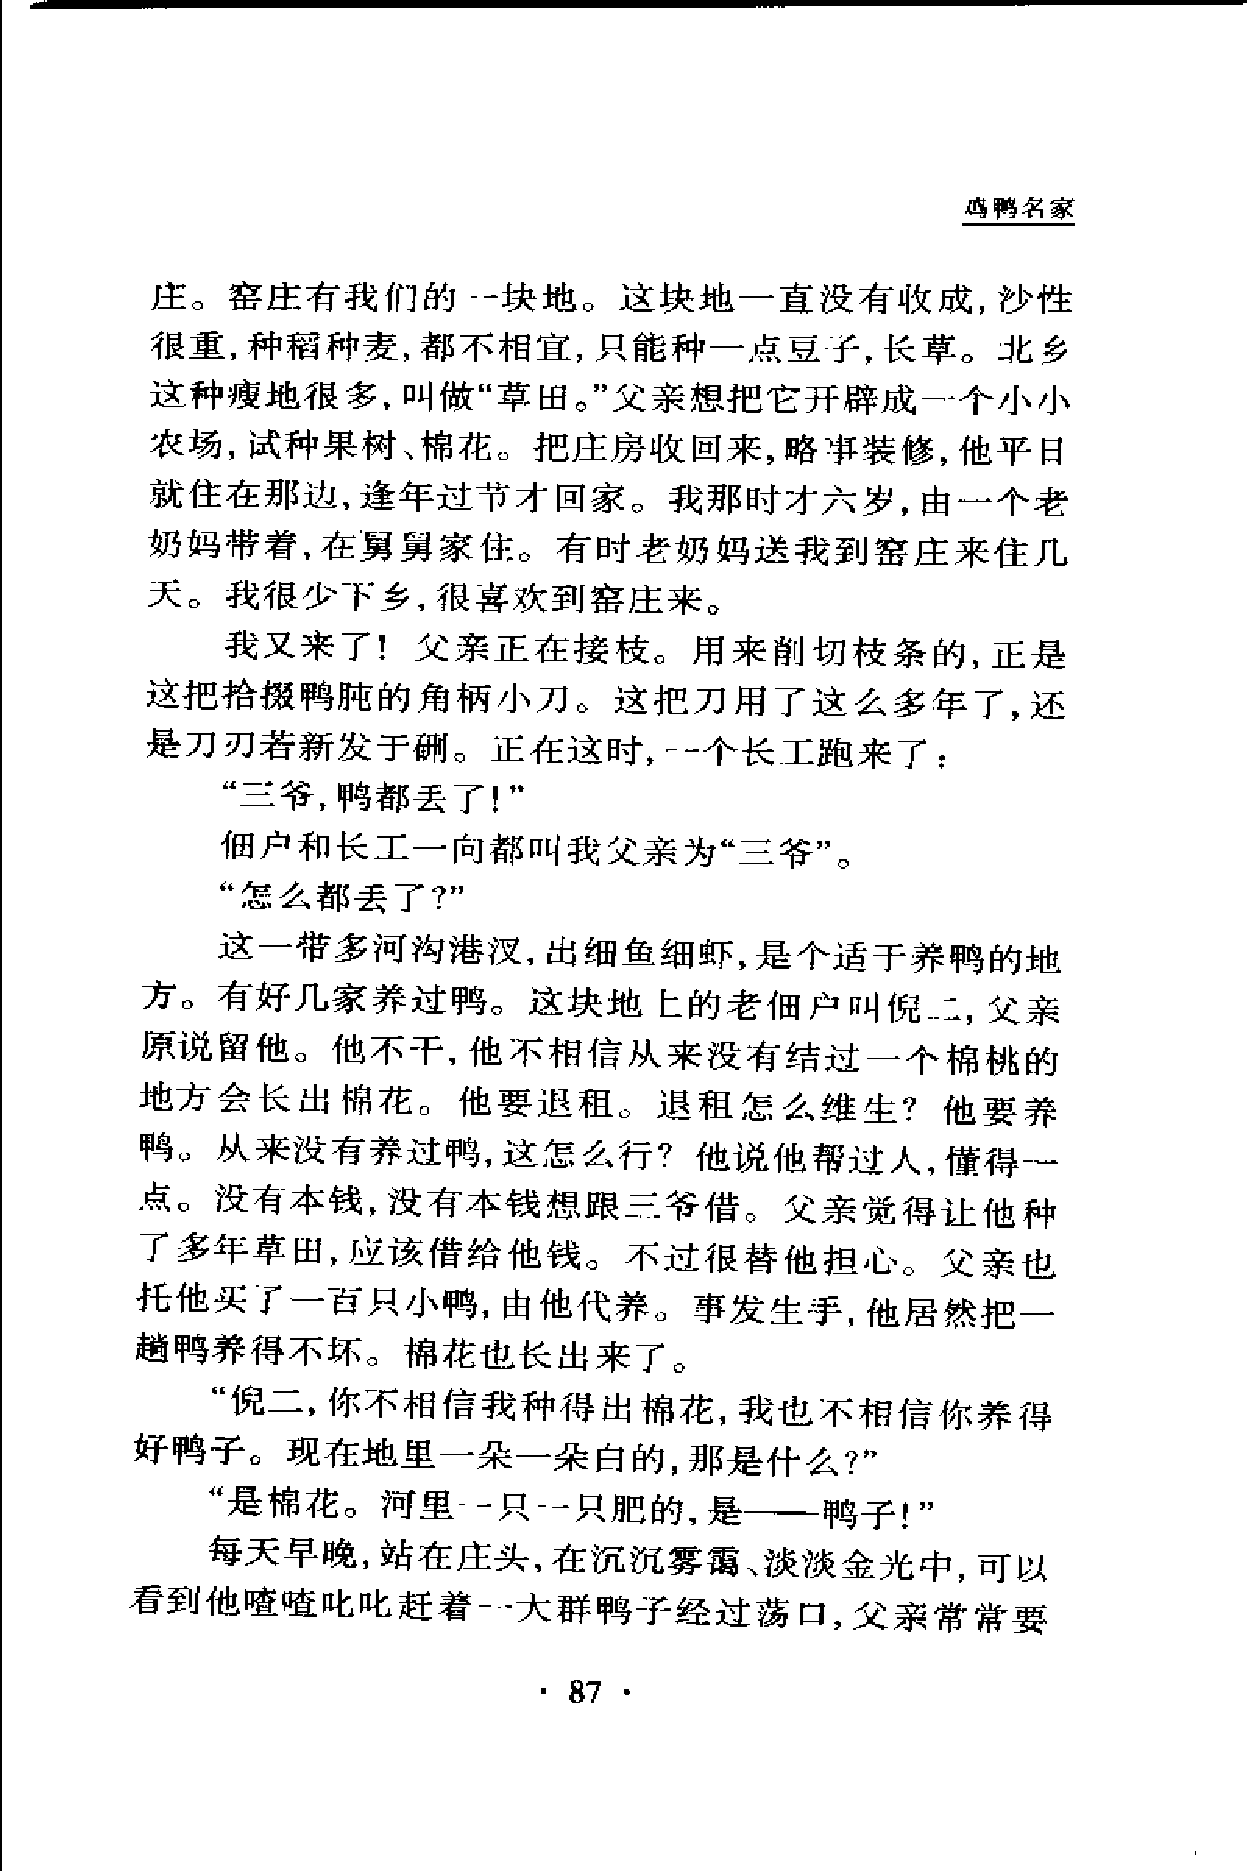 鸡鸭名家
庄。窑庄有我们的一块地。这块地一直没有收成,沙性
很重,种稻种麦,都不相宜,只能种一点豆子,长草。北乡
这种瘦地很多,叫做“草田。”父亲想把它开辟成一个小小
农场,试种果树、棉花。把庄房收回来,略事装修,他平日
就住在那边,逢年过节才回家。我那时才六岁,由一个老
奶妈带着,在舅舅家住。有时老奶妈送我到窑庄来住几
天。我很少下乡,很喜欢到窑庄来。
我又来了!父亲正在接枝。用来削切枝条的,正是
这把拾掇鸭肫的角柄小刀。这把刀用了这么多年了,还
是刀刃若新发于硎。正在这时,一个长工跑来了:
“三爷,鸭都丢了!”
佃户和长工一向都叫我父亲为“三爷”。
“怎么都丢了?”
这一带多河沟港汊,出细鱼细虾,是个适于养鸭的地
方。有好几家养过鸭。这块地上的老佃户叫倪二,父亲
原说留他。他不干,他不相信从来没有结过一个棉桃的
地方会长出棉花。他要退租。退租怎么维生?他要养
鸭。从来没有养过鸭,这怎么行?他说他帮过人,懂得一
点。没有本钱,没有本钱想跟三爷借。父亲觉得让他种
了多年草田,应该借给他钱。不过很替他担心。父亲也
托他买了一百只小鸭,由他代养。事发生手,他居然把一
趟鸭养得不坏。棉花也长出来了。
“倪二,你不相信我种得出棉花,我也不相信你养得
好鸭子。现在地里一朵一朵白的,那是什么?”
“是棉花。河里一只一只肥的,是——鸭子!”
每天早晚,站在庄头,在沉沉雾霭、淡淡金光中,可以
看到他喳喳叱叱赶着一大群鸭子经过荡口,父亲常常要
· 87 ·